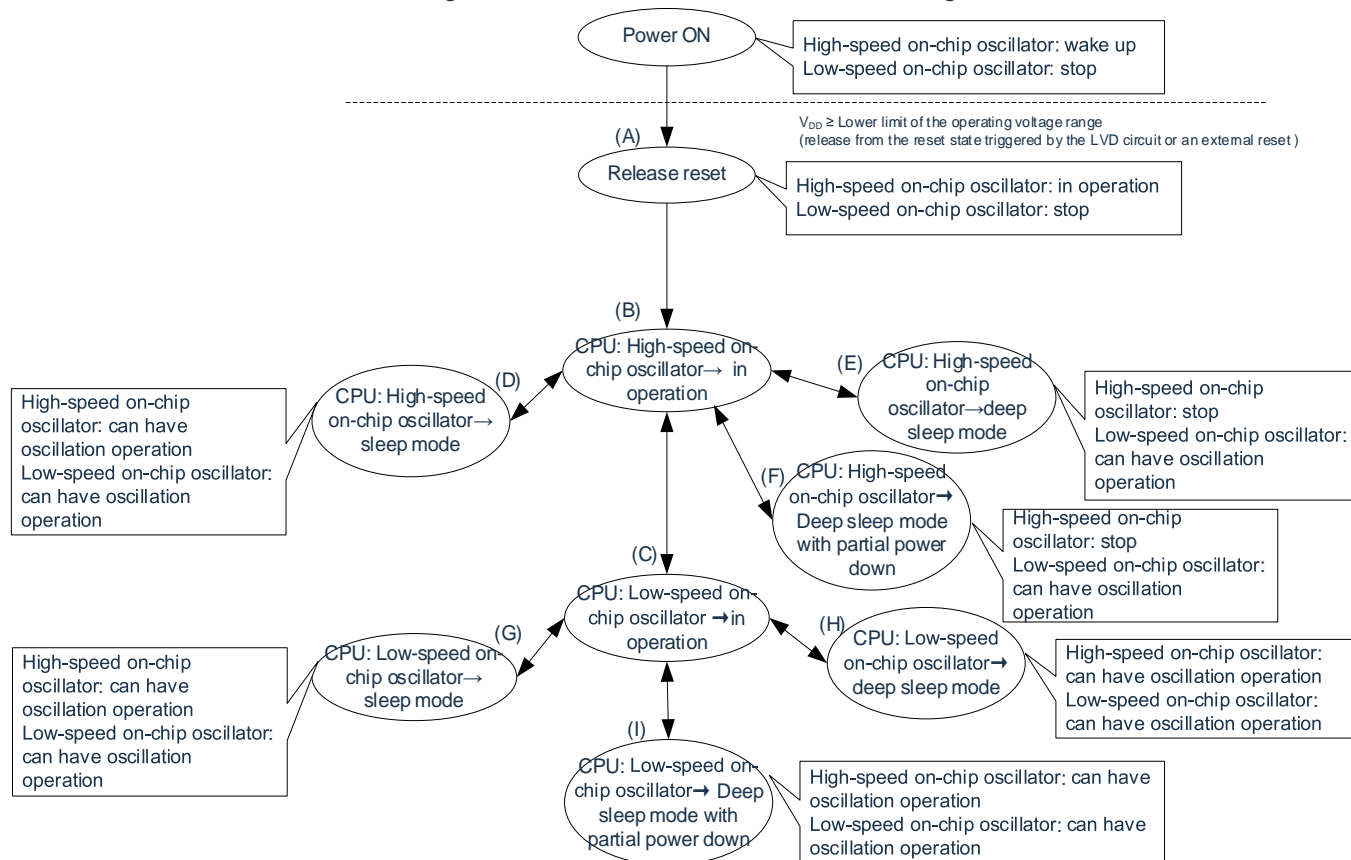 Power ON
High-speed on-chip oscillator: wake up
Low-speed on-chip oscillator: stop
V_DD ≥ Lower limit of the operating voltage range
(release from the reset state triggered by the LVD circuit or an external reset )
(A)
Release reset
High-speed on-chip oscillator: in operation
Low-speed on-chip oscillator: stop
(B)
CPU: High-speed on-
chip oscillator→ in
operation
(D)
CPU: High-speed
on-chip oscillator→
sleep mode
High-speed on-chip
oscillator: can have
oscillation operation
Low-speed on-chip oscillator:
can have oscillation
operation
(E)
CPU: High-speed
on-chip
oscillator→deep
sleep mode
High-speed on-chip
oscillator: stop
Low-speed on-chip oscillator:
can have oscillation
operation
(F)
CPU: High-speed
on-chip oscillator→
Deep sleep mode
with partial power
down
High-speed on-chip
oscillator: stop
Low-speed on-chip oscillator:
can have oscillation
operation
(C)
CPU: Low-speed on-
chip oscillator →in
operation
(G)
CPU: Low-speed on-
chip oscillator→
sleep mode
High-speed on-chip
oscillator: can have
oscillation operation
Low-speed on-chip oscillator:
can have oscillation
operation
(H)
CPU: Low-speed
on-chip oscillator→
deep sleep mode
High-speed on-chip oscillator:
can have oscillation operation
Low-speed on-chip oscillator:
can have oscillation operation
(I)
CPU: Low-speed on-
chip oscillator→ Deep
sleep mode with
partial power down
High-speed on-chip oscillator: can have
oscillation operation
Low-speed on-chip oscillator: can have
oscillation operation